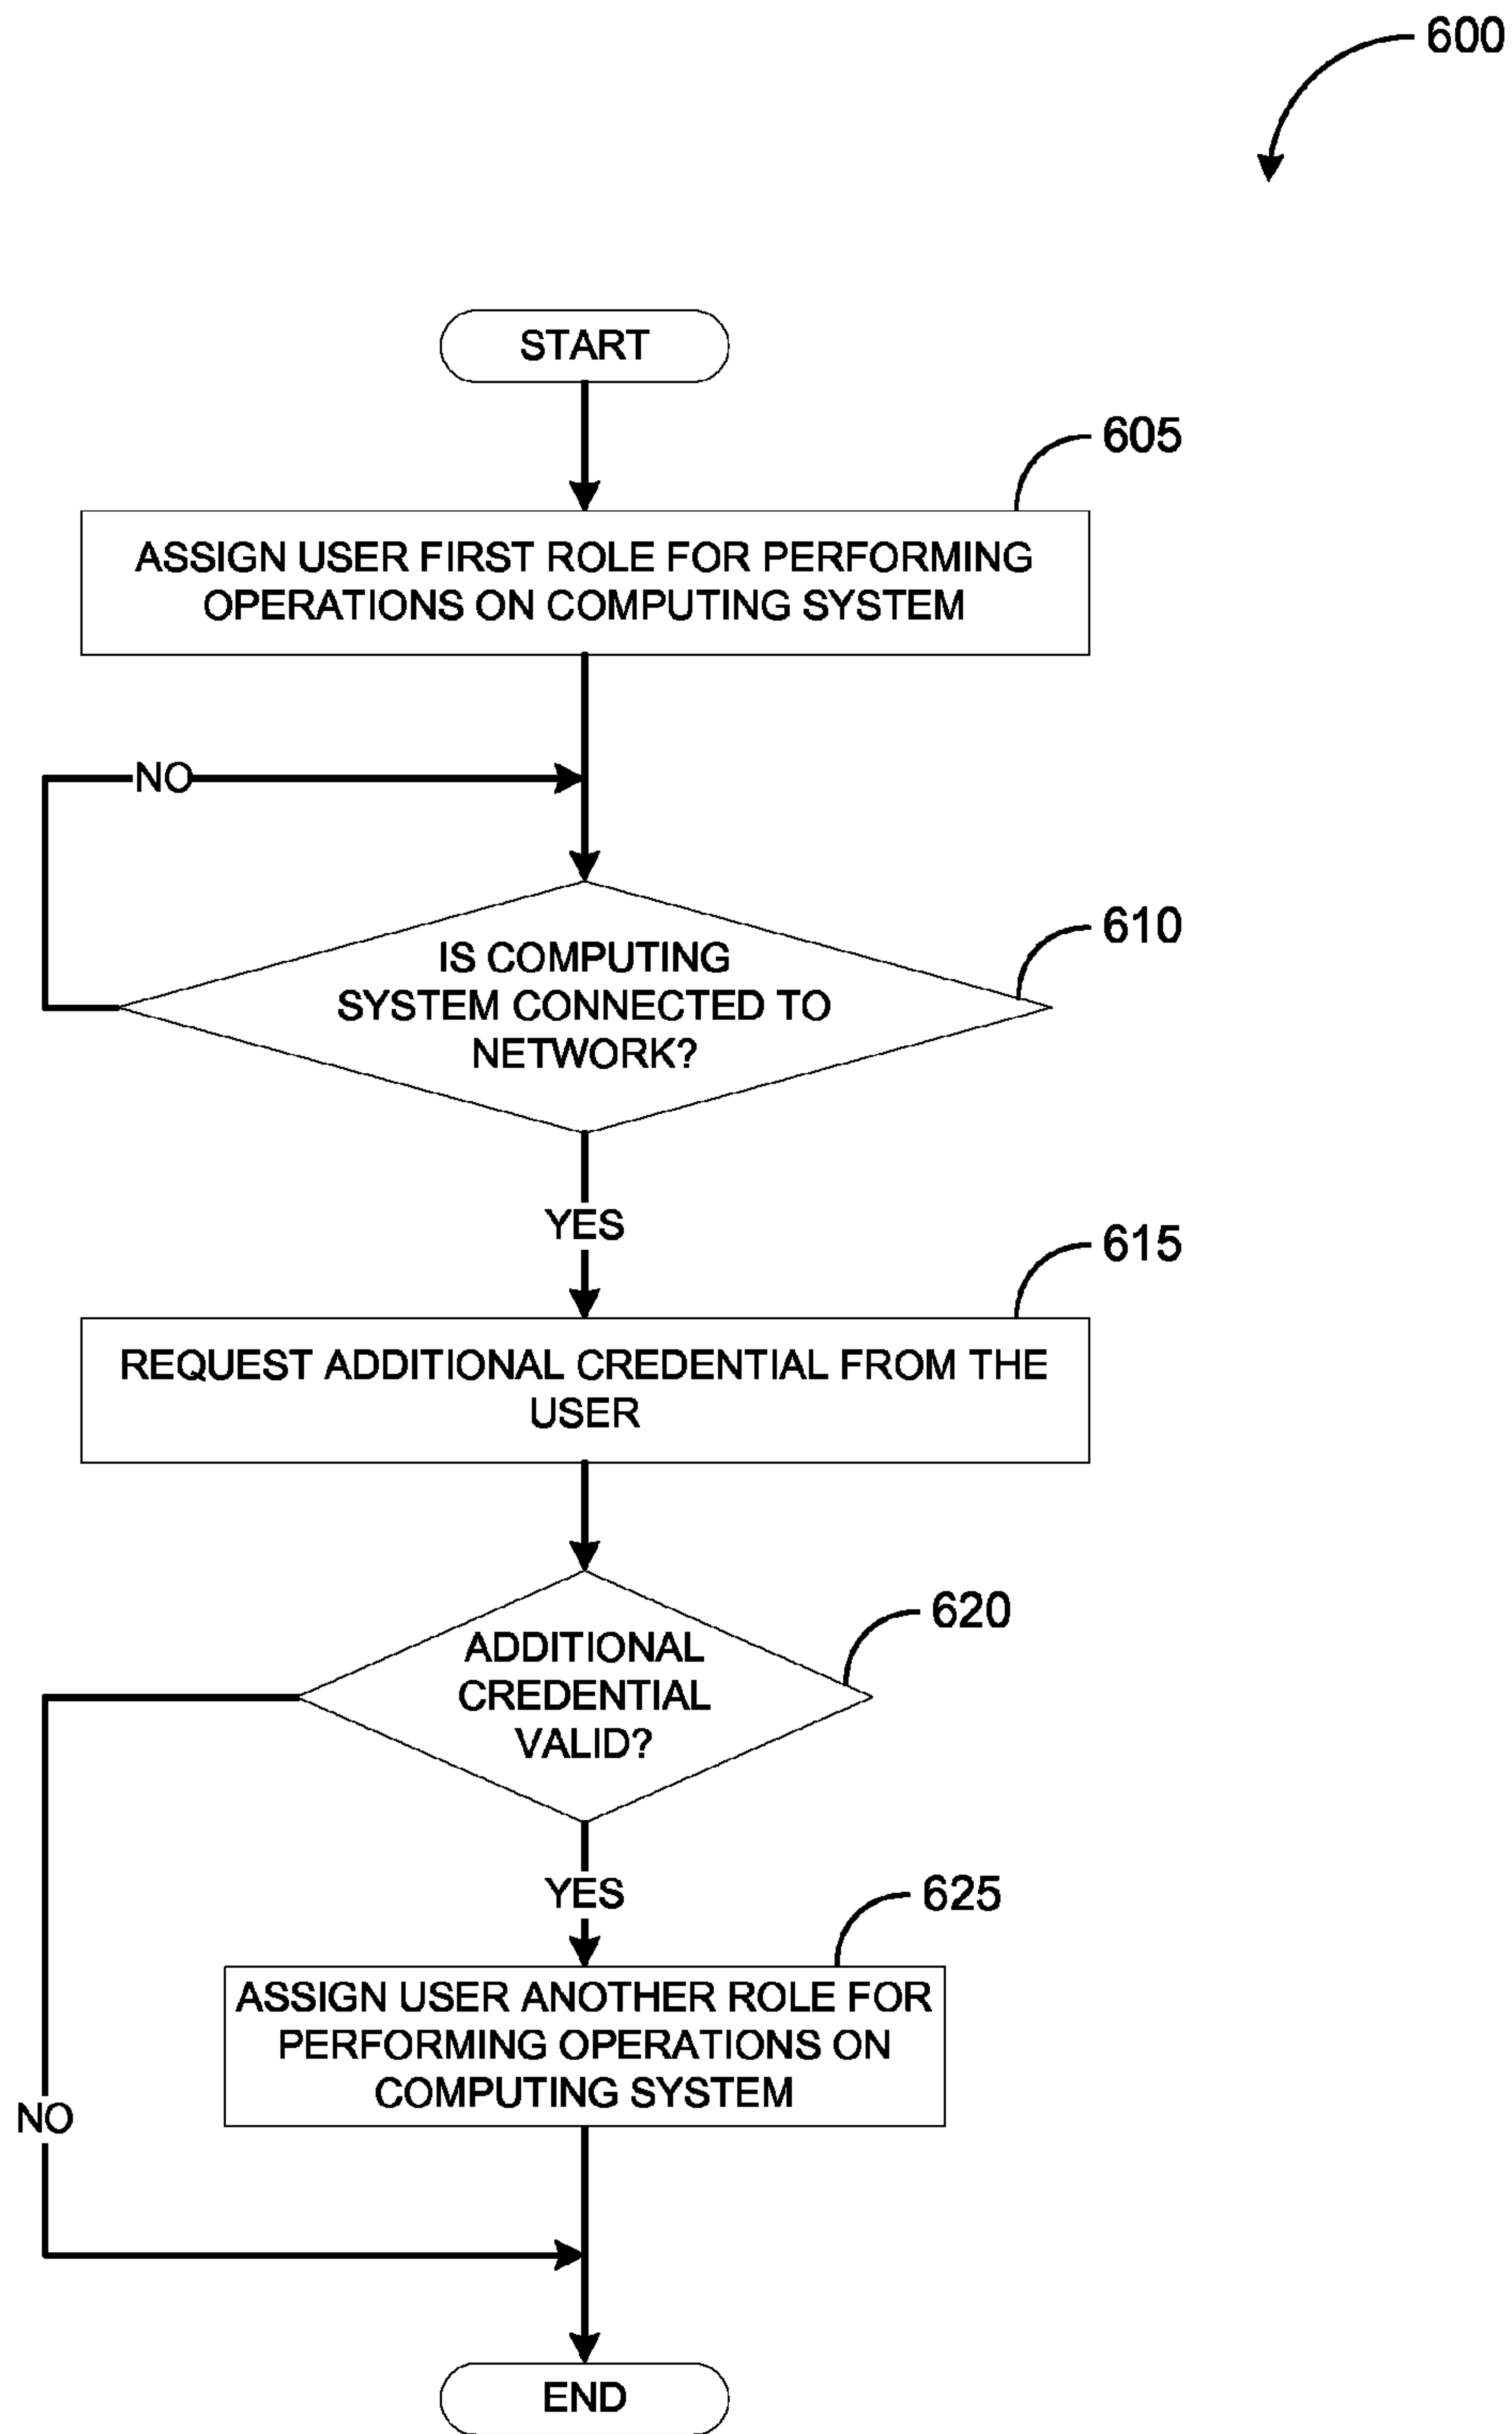 600
START
605
ASSIGN USER FIRST ROLE FOR PERFORMING
OPERATIONS ON COMPUTING SYSTEM
NO
610
IS COMPUTING
SYSTEM CONNECTED TO
NETWORK?
YES
615
REQUEST ADDITIONAL CREDENTIAL FROM THE
USER
620
ADDITIONAL
CREDENTIAL
VALID?
YES
625
ASSIGN USER ANOTHER ROLE FOR
PERFORMING OPERATIONS ON
COMPUTING SYSTEM
NO
END